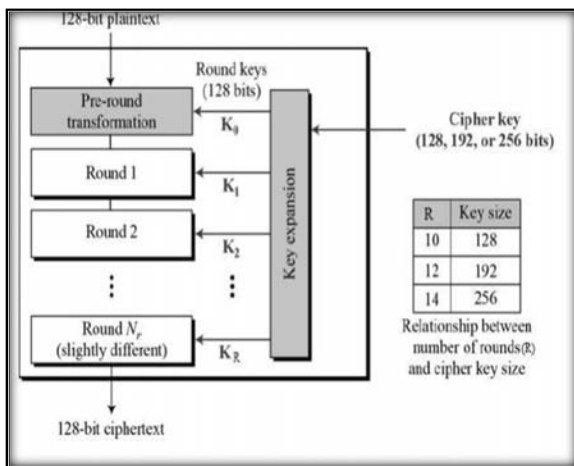 128-bit plaintext
Round keys
(128 bits)
Pre-round
transformation
K₀
Cipher key
(128, 192, or 256 bits)
Round 1
K₁
Key expansion
Round 2
K₂
R Key size
10 128
12 192
14 256
Relationship between
number of rounds(R)
and cipher key size
Round Nᵣ
(slightly different)
K_R
128-bit ciphertext